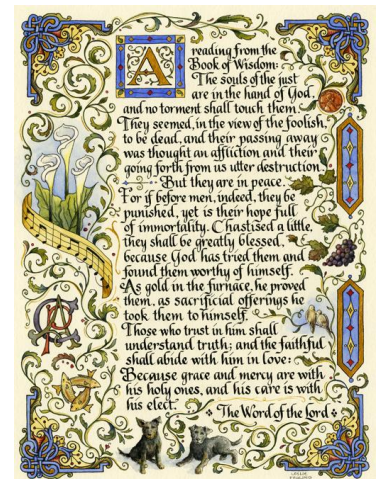 A reading from the
Book of Wisdom:
The souls of the just
are in the hand of God,
and no torment shall touch them.
They seemed, in the view of the foolish,
to be dead, and their passing away
was thought an affliction and their
going forth from us utter destruction.
But they are in peace.
For if before men, indeed, they be
punished, yet is their hope full
of immortality. Chastised a little,
they shall be greatly blessed,
because God has tried them and
found them worthy of himself.
As gold in the furnace, he proved
them, as sacrificial offerings he
took them to himself.
Those who trust in him shall
understand truth; and the faithful
shall abide with him in love:
Because grace and mercy are with
his holy ones, and his care is with
his elect. The Word of the Lord